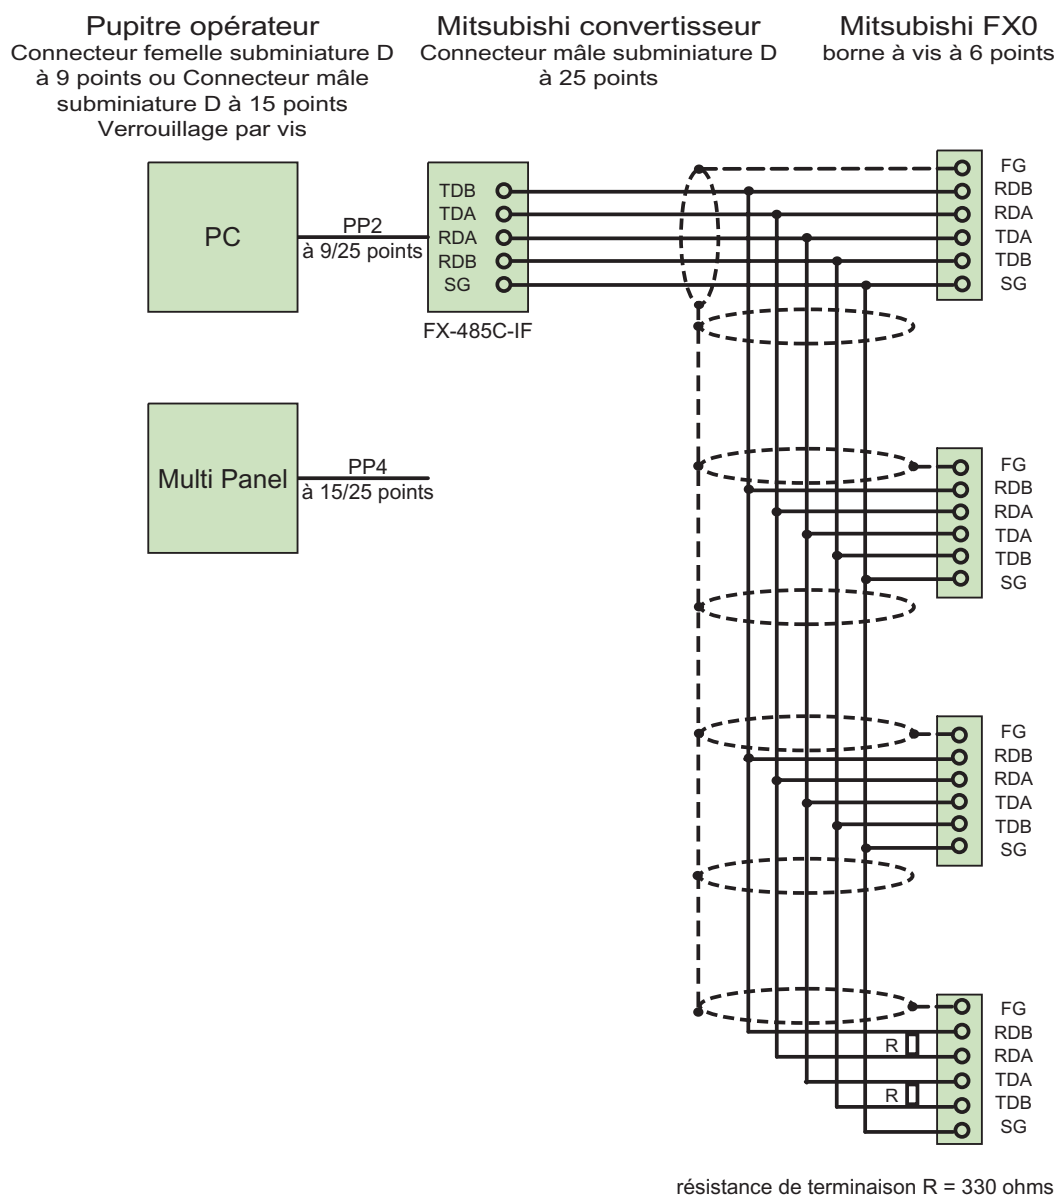 Pupitre opérateur
Connecteur femelle subminiature D
à 9 points ou Connecteur mâle
subminiature D à 15 points
Verrouillage par vis
Mitsubishi convertisseur
Connecteur mâle subminiature D
à 25 points
Mitsubishi FX0
borne à vis à 6 points
PC
PP2
à 9/25 points
TDB
TDA
RDA
RDB
SG
FX-485C-IF
FG
RDB
RDA
TDA
TDB
SG
Multi Panel
PP4
à 15/25 points
FG
RDB
RDA
TDA
TDB
SG
FG
RDB
RDA
TDA
TDB
SG
FG
RDB
R
RDA
TDA
R
TDB
SG
résistance de terminaison R = 330 ohms